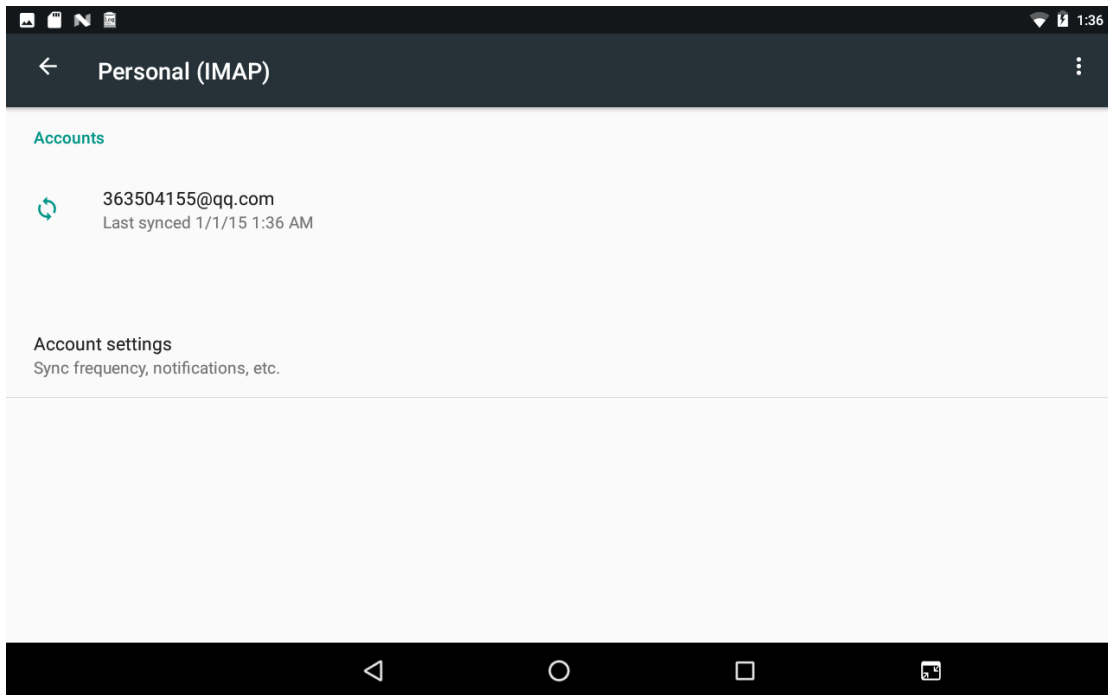 1:36
Personal (IMAP)
Accounts
363504155@qq.com
Last synced 1/1/15 1:36 AM
Account settings
Sync frequency, notifications, etc.